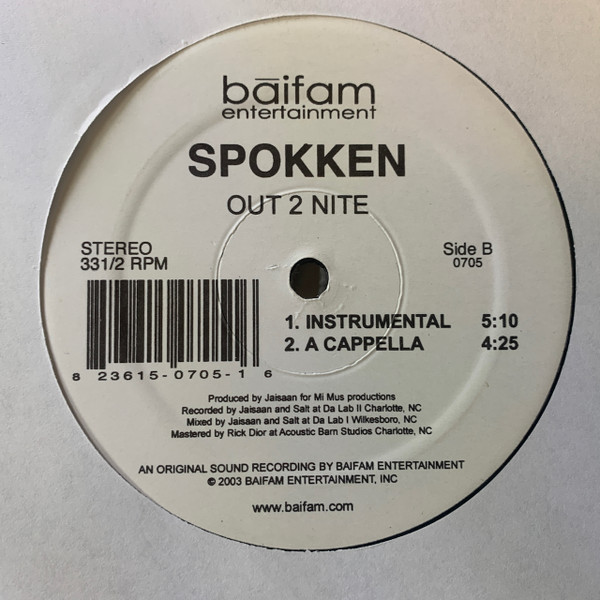 bāifam
entertainment
SPOKKEN
OUT 2 NITE
STEREO
331/2 RPM
Side B
0705
1. INSTRUMENTAL 5:10
2. A CAPPELLA 4:25
8 23615-0705-1 6
Produced by Jaisaan for Mi Mus productions
Recorded by Jaisaan and Salt at Da Lab II Charlotte, NC
Mixed by Jaisaan and Salt at Da Lab I Wilkesboro, NC
Mastered by Rick Dior at Acoustic Barn Studios Charlotte, NC
AN ORIGINAL SOUND RECORDING BY BAIFAM ENTERTAINMENT
© 2003 BAIFAM ENTERTAINMENT, INC
www.baifam.com